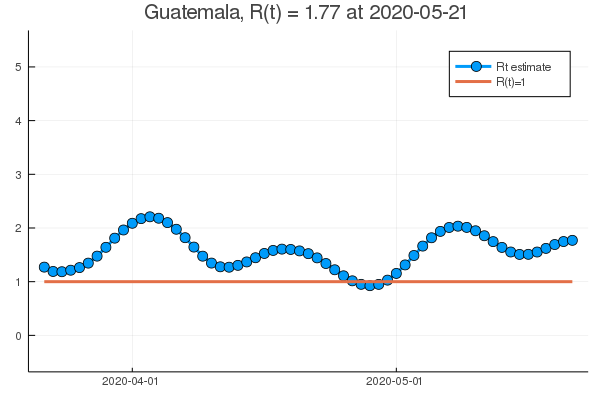 Guatemala, R(t) = 1.77 at 2020-05-21
Rt estimate
R(t)=1
5
4
3
2
1
0
2020-04-01
2020-05-01